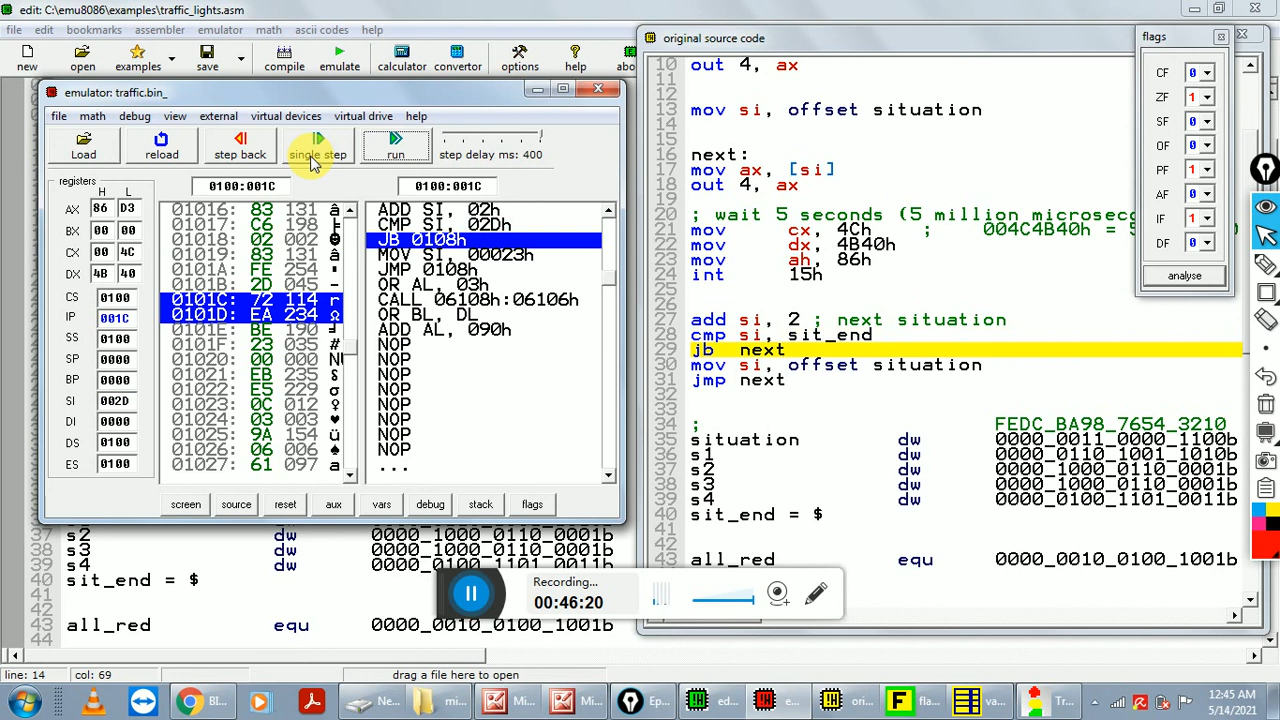 edit: C:\emu8086\examples\traffic_lights.asm
file edit bookmarks assembler emulator math ascii codes help
new open examples save compile emulate calculator convertor options help
emulator: traffic.bin_
file math debug view external virtual devices virtual drive help
Load reload step back single step run step delay ms: 400
registers
0100:001C 0100:001C
H L
AX 86 D3
BX 00 00
CX 00 4C
DX 4B 40
CS 0100
IP 001C
SS 0100
SP 0000
BP 0000
SI 002D
DI 0000
DS 0100
ES 0100
01016: 83 131 â
01017: C6 198 ╞
01018: 02 002 ☻
01019: 83 131 â
0101A: FE 254 ■
0101B: 2D 045 -
0101C: 72 114 r
0101D: EA 234 Ω
0101E: BE 190 ╛
0101F: 23 035 #
01020: 00 000 NU
01021: EB 235 δ
01022: E5 229 σ
01023: 0C 012 ♀
01024: 03 003 ♥
01025: 9A 154 ü
01026: 06 006 ♠
01027: 61 097 a
ADD SI, 02h
CMP SI, 02Dh
JB 0108h
MOV SI, 00023h
JMP 0108h
OR AL, 03h
CALL 06108h:06106h
OR BL, DL
ADD AL, 090h
NOP
NOP
NOP
NOP
NOP
NOP
NOP
NOP
...
screen source reset aux vars debug stack flags
original source code
10 out 4, ax
11
12
13 mov si, offset situation
14
15
16 next:
17 mov ax, [si]
18 out 4, ax
20 ; wait 5 seconds (5 million microsec
21 mov cx, 4Ch ; 004C4B40h = 5
22 mov dx, 4B40h
23 mov ah, 86h
24 int 15h
27 add si, 2 ; next situation
28 cmp si, sit_end
29 jb next
30 mov si, offset situation
31 jmp next
; FEDC_BA98_7654_3210
35 situation dw 0000_0011_0000_1100b
36 s1 dw 0000_0110_1001_1010b
37 s2 dw 0000_1000_0110_1100b
38 s3 dw 0000_1000_0110_1100b
39 s4 dw 0000_0100_1101_0011b
40 sit_end = $
41
43 all_red equ 0000_0010_0100_1001b
flags
CF 0
ZF 1
SF 0
OF 0
PF 1
AF 0
IF 1
DF 0
analyse
37 s2 dw 0000_1000_0110_1100b
38 s3 dw 0000_1000_0110_1100b
39 s4 dw 0000_0100_1101_0011b
40 sit_end = $
41
43 all_red equ 0000_0010_0100_1001b
44
Recording...
00:46:20
line: 14 col: 69 drag a file here to open
Bl... Ne... mi... Mi... Mi... Ep... ed... e... ori... fla... va... Tr...
12:45 AM
5/14/2021